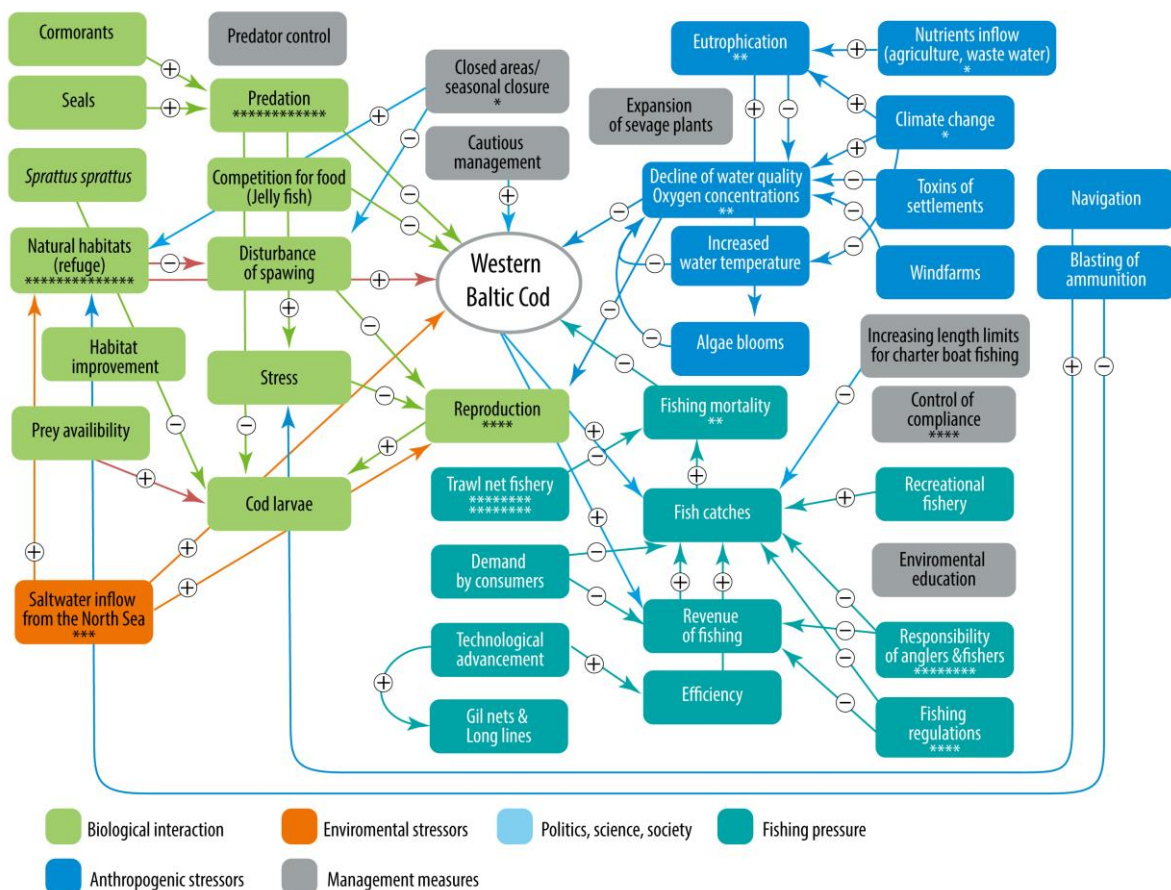 Cormorants
Predator control
Seals
Predation
************
Closed areas/
seasonal closure
*
Cautious
management
Eutrophication
**
Nutrients inflow
(agriculture, waste water)
*
Expansion
of sevage plants
Climate change
*
Sprattus sprattus
Competition for food
(Jelly fish)
Decline of water quality
Oxygen concentrations
**
Toxins of
settlements
Navigation
Natural habitats
(refuge)
**************
Disturbance
of spawing
Western
Baltic Cod
Increased
water temperature
Windfarms
Blasting of
ammunition
Habitat
improvement
Stress
Algae blooms
Increasing length limits
for charter boat fishing
Prey availibility
Reproduction
****
Fishing mortality
**
Control of
compliance
****
Cod larvae
Trawl net fishery
********
********
Fish catches
Recreational
fishery
Demand
by consumers
Enviromental
education
Saltwater inflow
from the North Sea
***
Technological
advancement
Revenue
of fishing
Responsibility
of anglers &fishers
********
Gil nets &
Long lines
Efficiency
Fishing
regulations
****
Biological interaction
Enviromental stressors
Politics, science, society
Fishing pressure
Anthropogenic stressors
Management measures